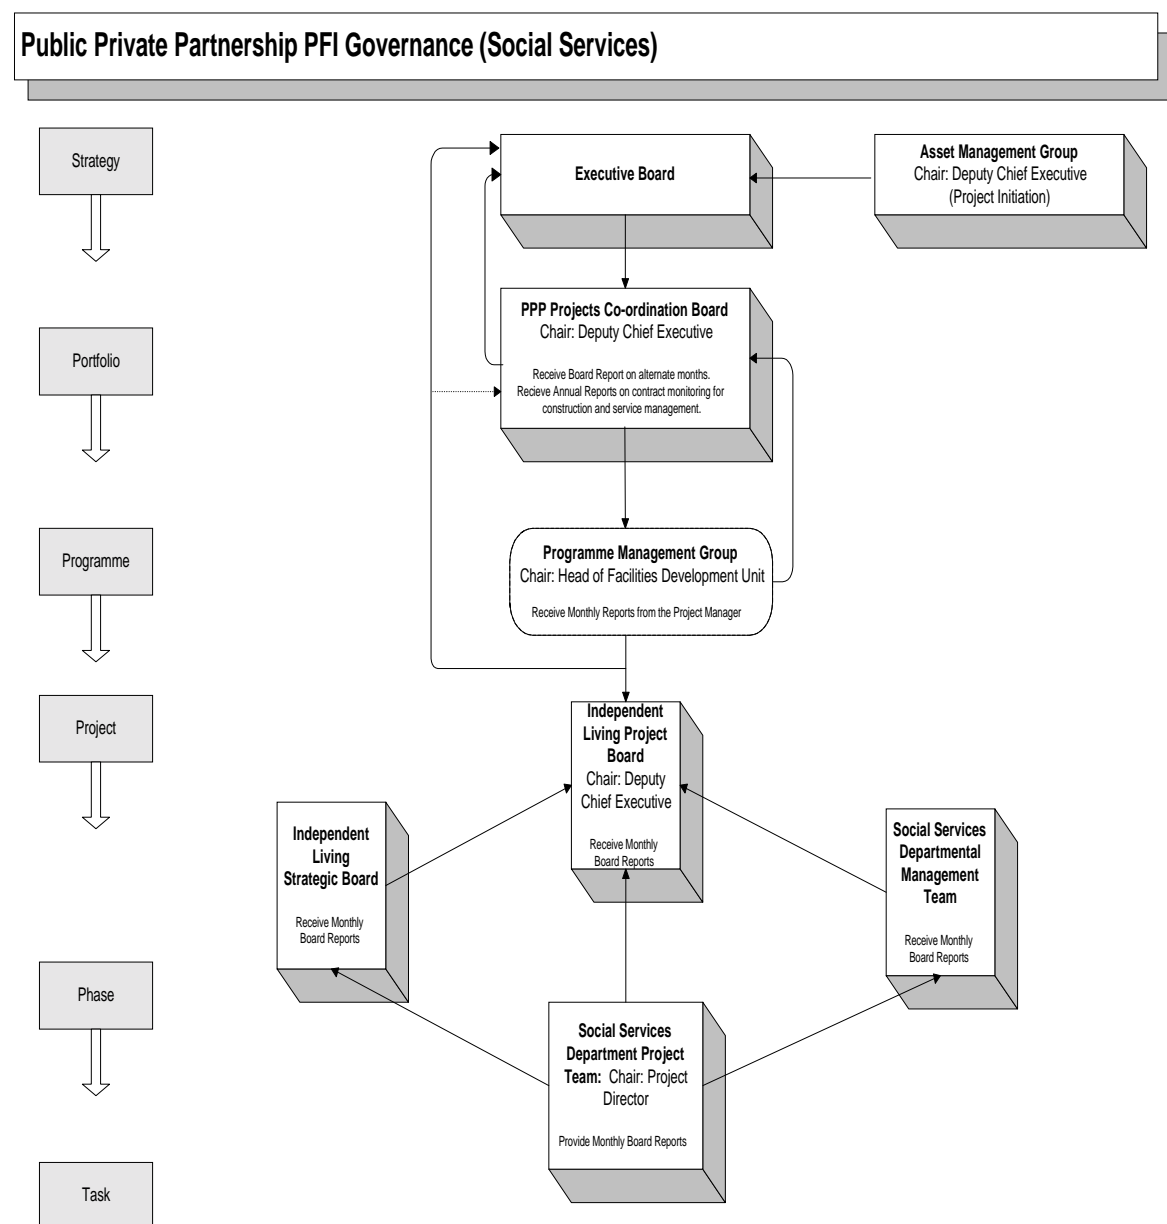 Public Private Partnership PFI Governance (Social Services)
Strategy
Executive Board
Asset Management Group
Chair: Deputy Chief Executive
(Project Initiation)
PPP Projects Co-ordination Board
Chair: Deputy Chief Executive
Receive Board Report on alternate months.
Recieve Annual Reports on contract monitoring for
construction and service management.
Portfolio
Programme
Programme Management Group
Chair: Head of Facilities Development Unit
Receive Monthly Reports from the Project Manager
Project
Independent
Living Project
Board
Chair: Deputy
Chief Executive
Receive Monthly
Board Reports
Independent
Living
Strategic Board
Receive Monthly
Board Reports
Social Services
Departmental
Management
Team
Receive Monthly
Board Reports
Phase
Social Services
Department Project
Team: Chair: Project
Director
Provide Monthly Board Reports
Task